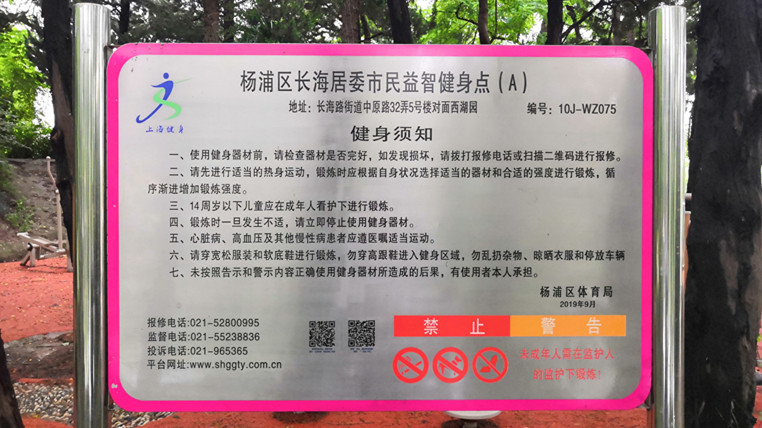 杨浦区长海居委市民益智健身点（A）
地址：长海路街道中原路32弄5号楼对面西湖园 编号：10J-WZ075
上海健身
健身须知
一、使用健身器材前，请检查器材是否完好，如发现损坏，请拨打报修电话或扫描二维码进行报修。
二、请先进行适当的热身运动，锻炼时应根据自身状况选择适当的器材和合适的强度进行锻炼，循
序渐进增加锻炼强度。
三、14周岁以下儿童应在成年人看护下进行锻炼。
四、锻炼时一旦发生不适，请立即停止使用健身器材。
五、心脏病、高血压及其他慢性病患者应遵医嘱适当运动。
六、请穿宽松服装和软底鞋进行锻炼，勿穿高跟鞋进入健身区域，勿乱扔杂物、晾晒衣服和停放车辆
七、未按照告示和警示内容正确使用健身器材所造成的后果，有使用者本人承担。
杨浦区体育局
2019年9月
报修电话:021-52800995
监督电话:021-55238836
投诉电话:021-965365
平台网址:www.shggty.com.cn
禁止 警告
未成年人需在监护人
的监护下锻炼！